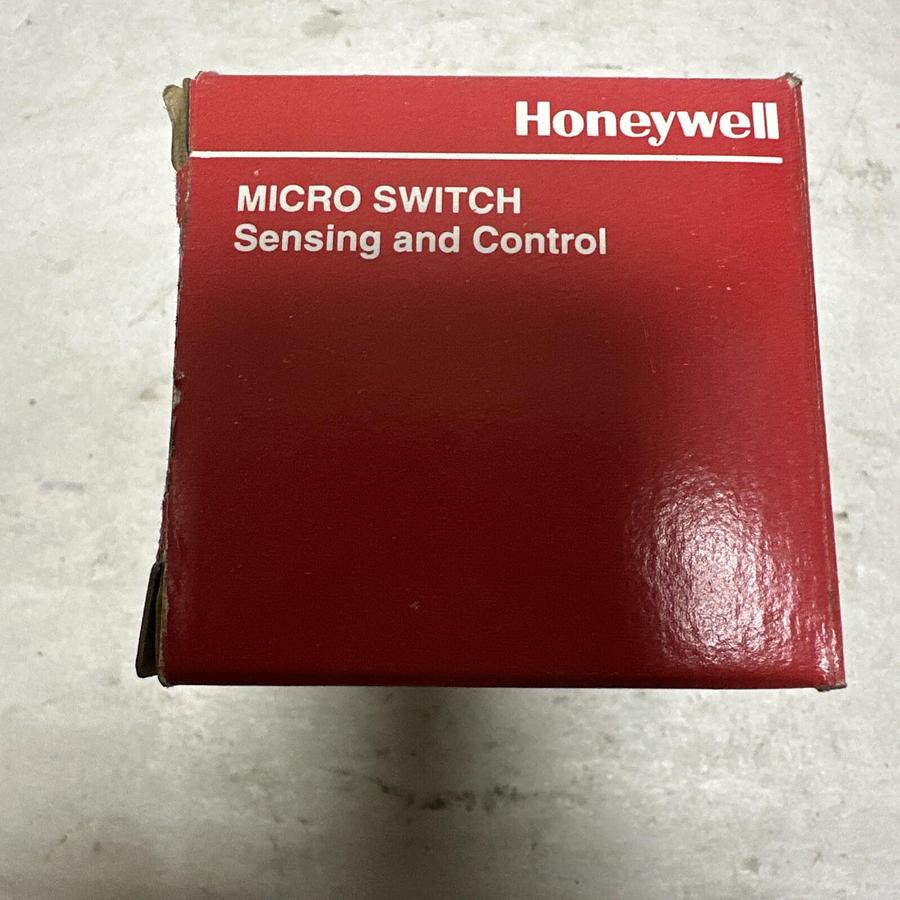 Honeywell
MICRO SWITCH
Sensing and Control